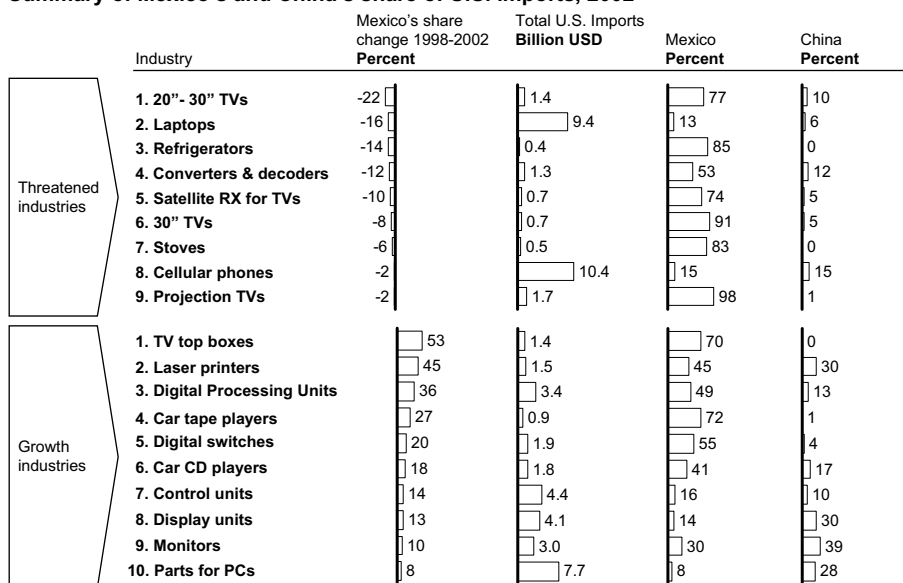 Summary of Mexico's and China's share of U.S. imports, 2002
Mexico's share Total U.S. Imports
change 1998-2002 Billion USD Mexico China
Industry Percent Percent Percent
Threatened
industries
1. 20”- 30” TVs -22 1.4 77 10
2. Laptops -16 9.4 13 6
3. Refrigerators -14 0.4 85 0
4. Converters & decoders -12 1.3 53 12
5. Satellite RX for TVs -10 0.7 74 5
6. 30” TVs -8 0.7 91 5
7. Stoves -6 0.5 83 0
8. Cellular phones -2 10.4 15 15
9. Projection TVs -2 1.7 98 1
Growth
industries
1. TV top boxes 53 1.4 70 0
2. Laser printers 45 1.5 45 30
3. Digital Processing Units 36 3.4 49 13
4. Car tape players 27 0.9 72 1
5. Digital switches 20 1.9 55 4
6. Car CD players 18 1.8 41 17
7. Control units 14 4.4 16 10
8. Display units 13 4.1 14 30
9. Monitors 10 3.0 30 39
10. Parts for PCs 8 7.7 8 28